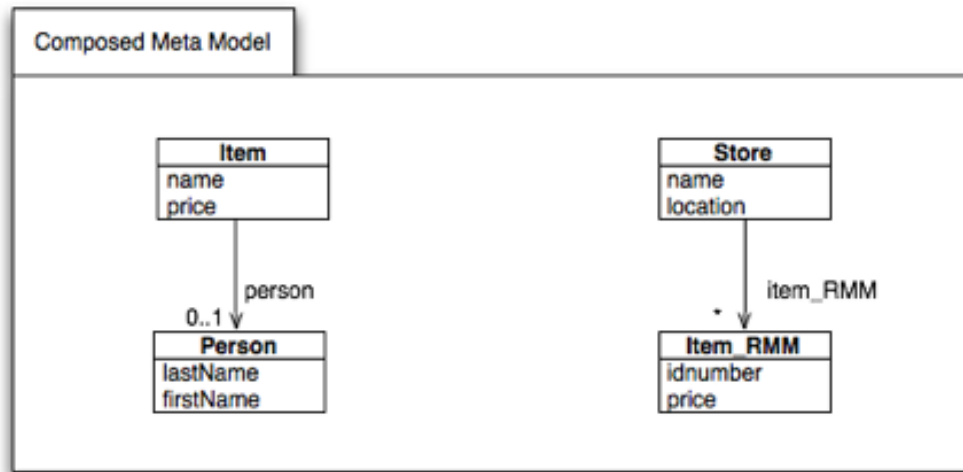 Composed Meta Model
Item
name
price
person
0..1
Person
lastName
firstName
Store
name
location
item_RMM
*
Item_RMM
idnumber
price